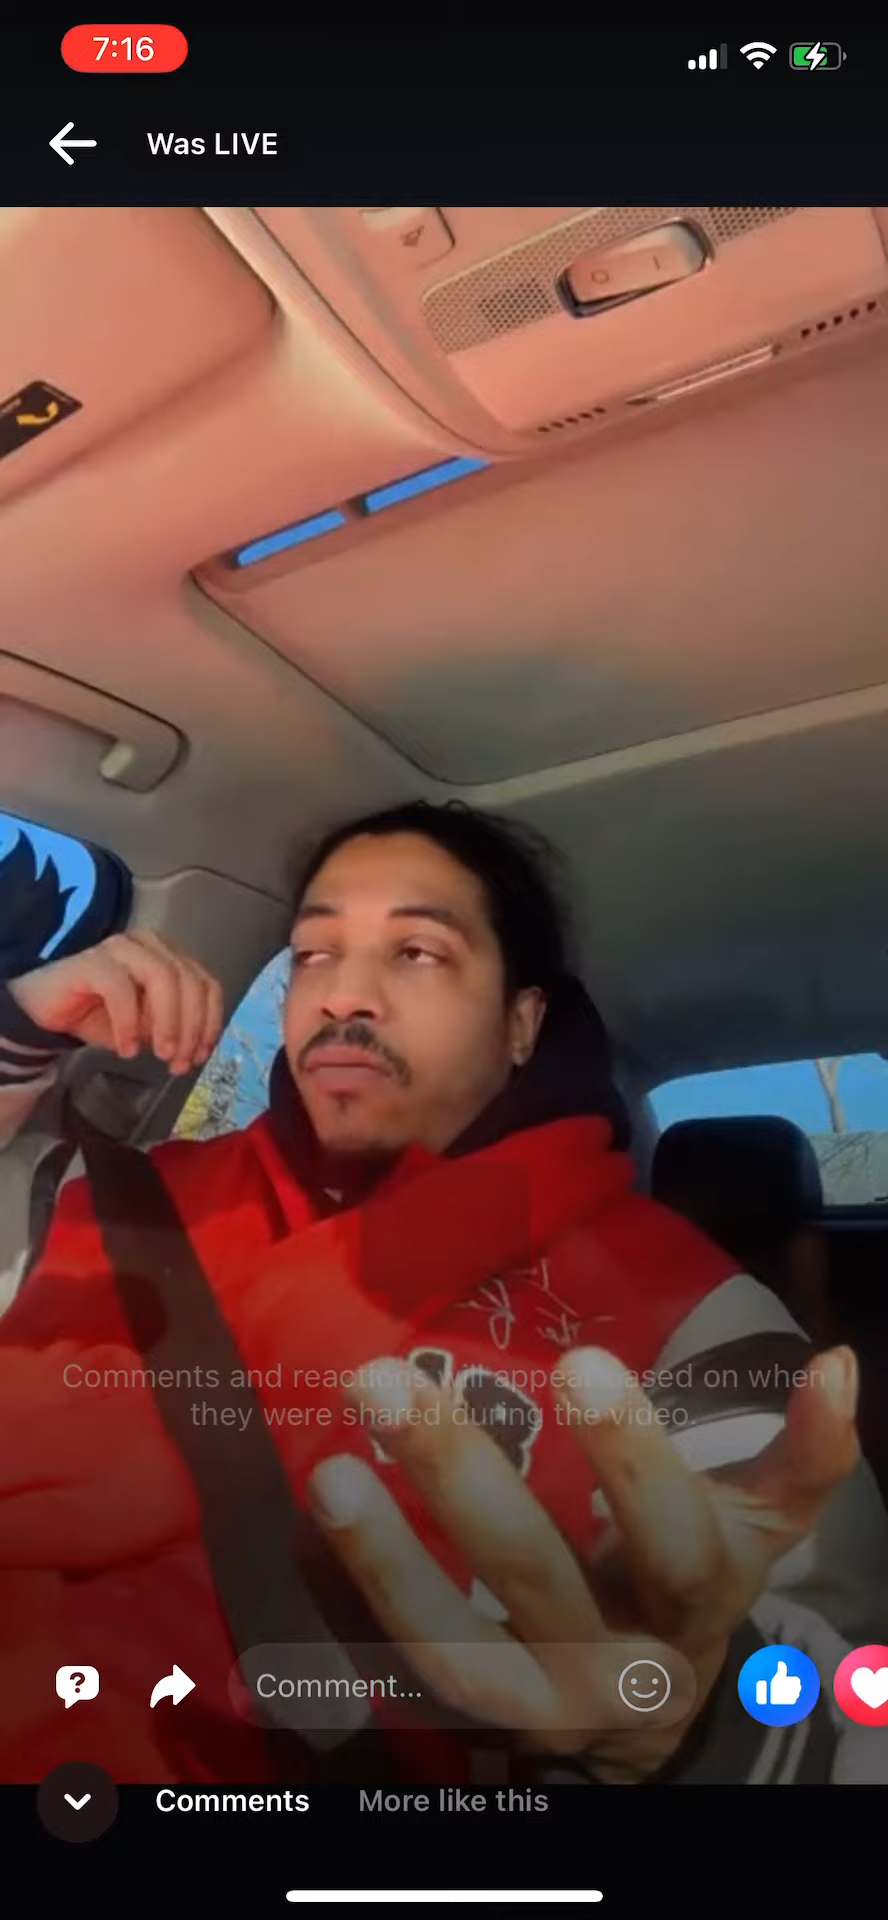 7:16
Was LIVE
Comments and reactions will appear based on when
they were shared during the video.
Comment...
Comments
More like this